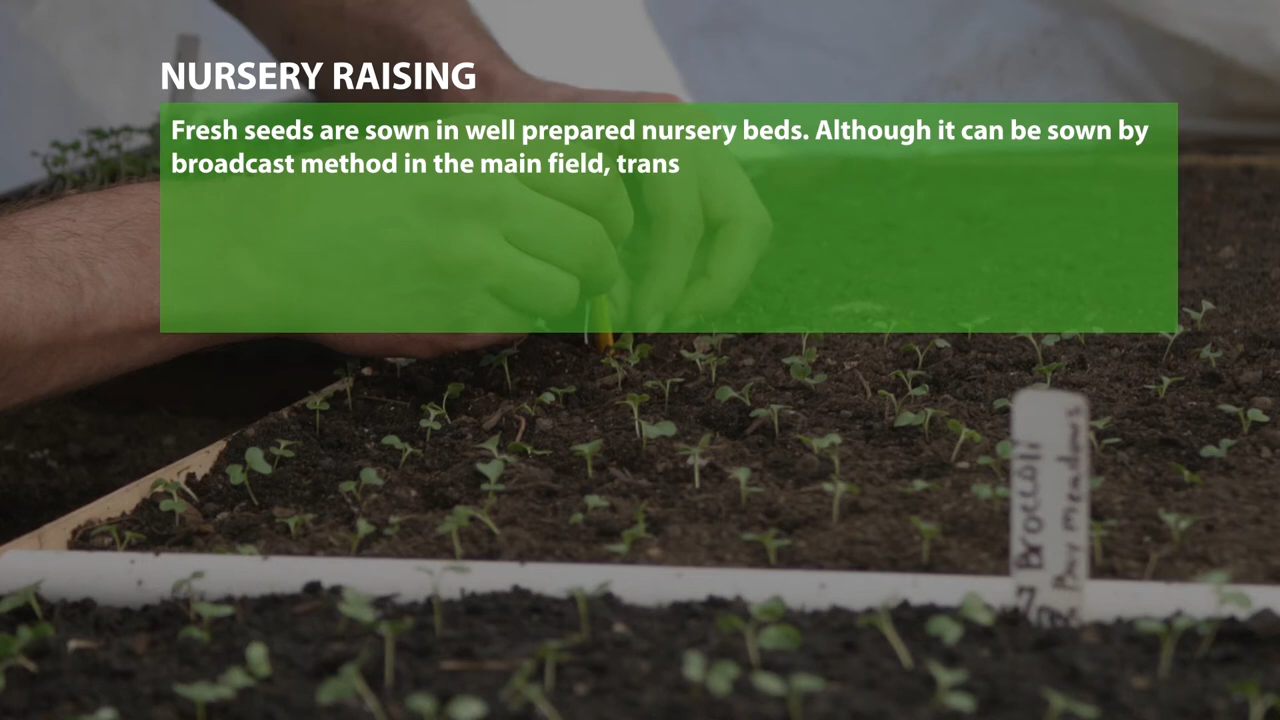 NURSERY RAISING
Fresh seeds are sown in well prepared nursery beds. Although it can be sown by
broadcast method in the main field, trans
Broccoli